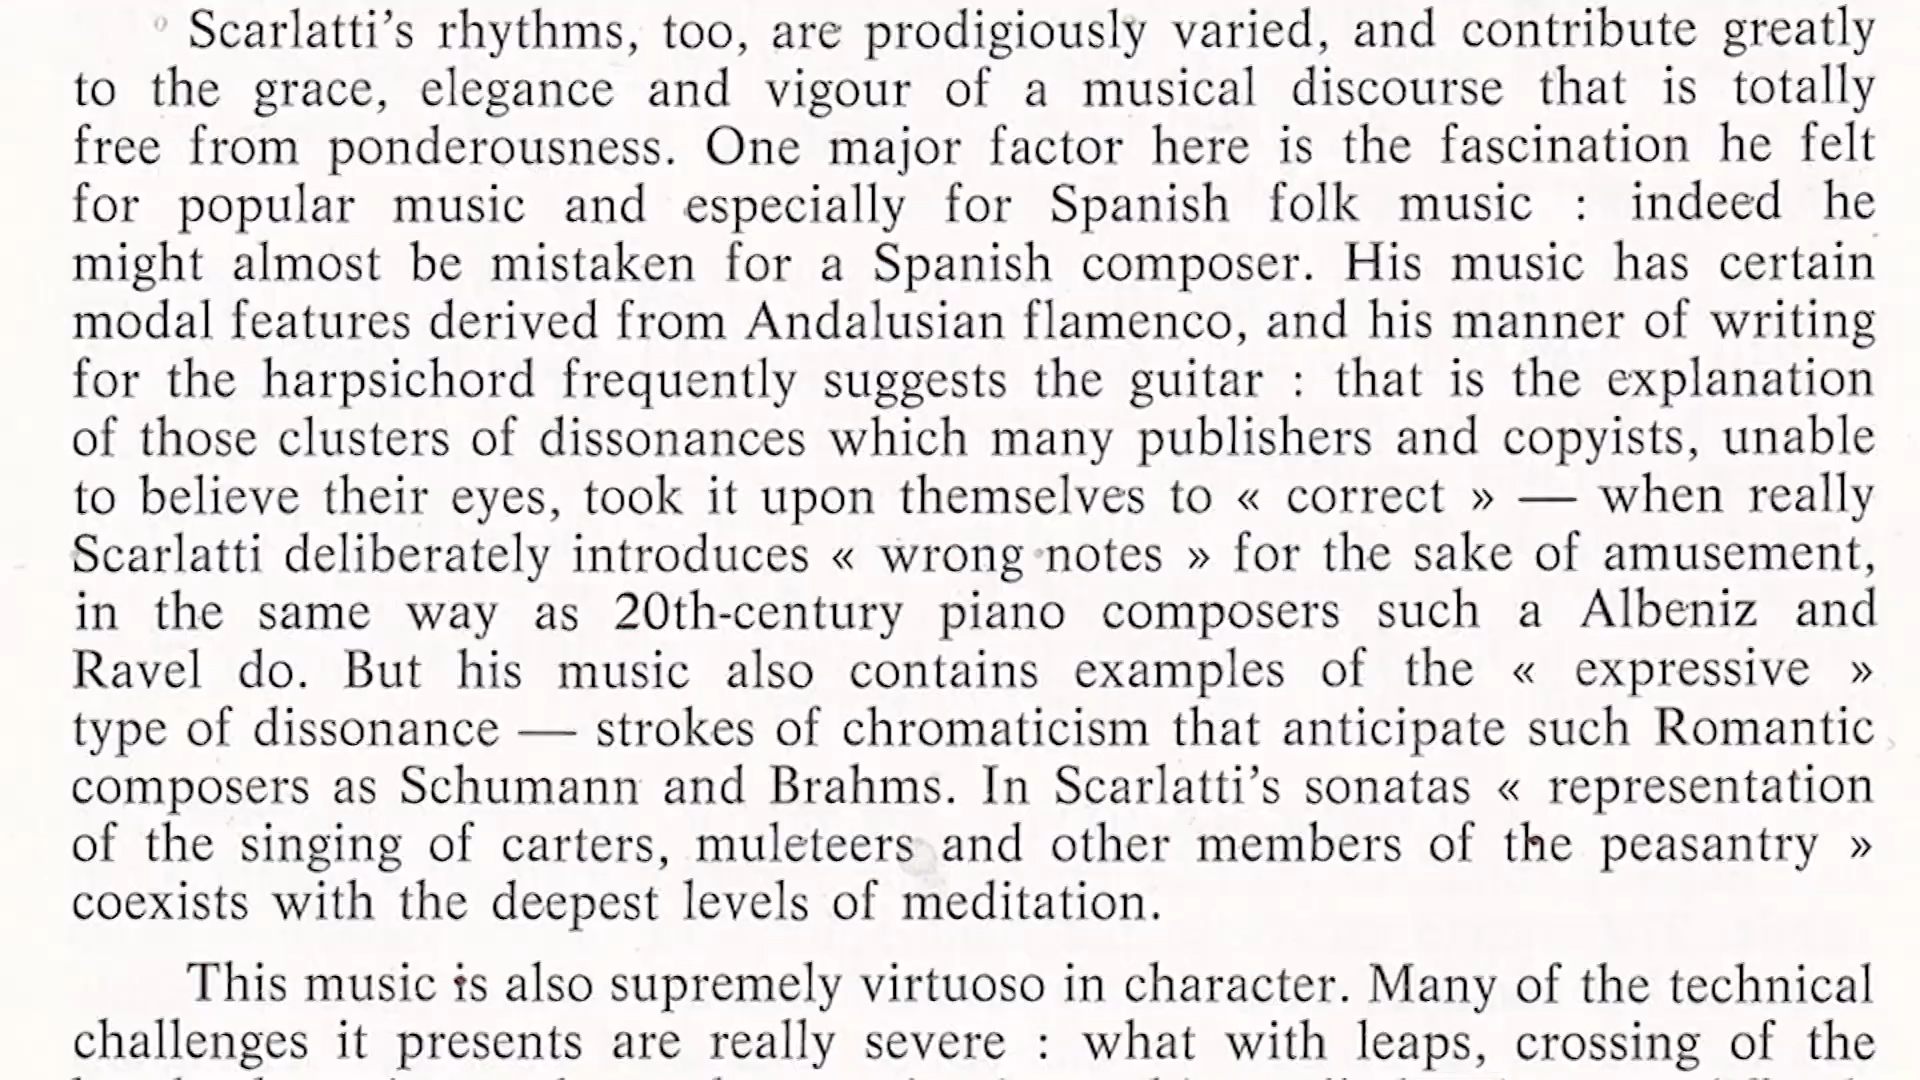 Scarlatti's rhythms, too, are prodigiously varied, and contribute greatly
to the grace, elegance and vigour of a musical discourse that is totally
free from ponderousness. One major factor here is the fascination he felt
for popular music and especially for Spanish folk music : indeed he
might almost be mistaken for a Spanish composer. His music has certain
modal features derived from Andalusian flamenco, and his manner of writing
for the harpsichord frequently suggests the guitar : that is the explanation
of those clusters of dissonances which many publishers and copyists, unable
to believe their eyes, took it upon themselves to « correct » — when really
Scarlatti deliberately introduces « wrong notes » for the sake of amusement,
in the same way as 20th-century piano composers such a Albeniz and
Ravel do. But his music also contains examples of the « expressive »
type of dissonance — strokes of chromaticism that anticipate such Romantic
composers as Schumann and Brahms. In Scarlatti's sonatas « representation
of the singing of carters, muleteers and other members of the peasantry »
coexists with the deepest levels of meditation.
This music is also supremely virtuoso in character. Many of the technical
challenges it presents are really severe : what with leaps, crossing of the